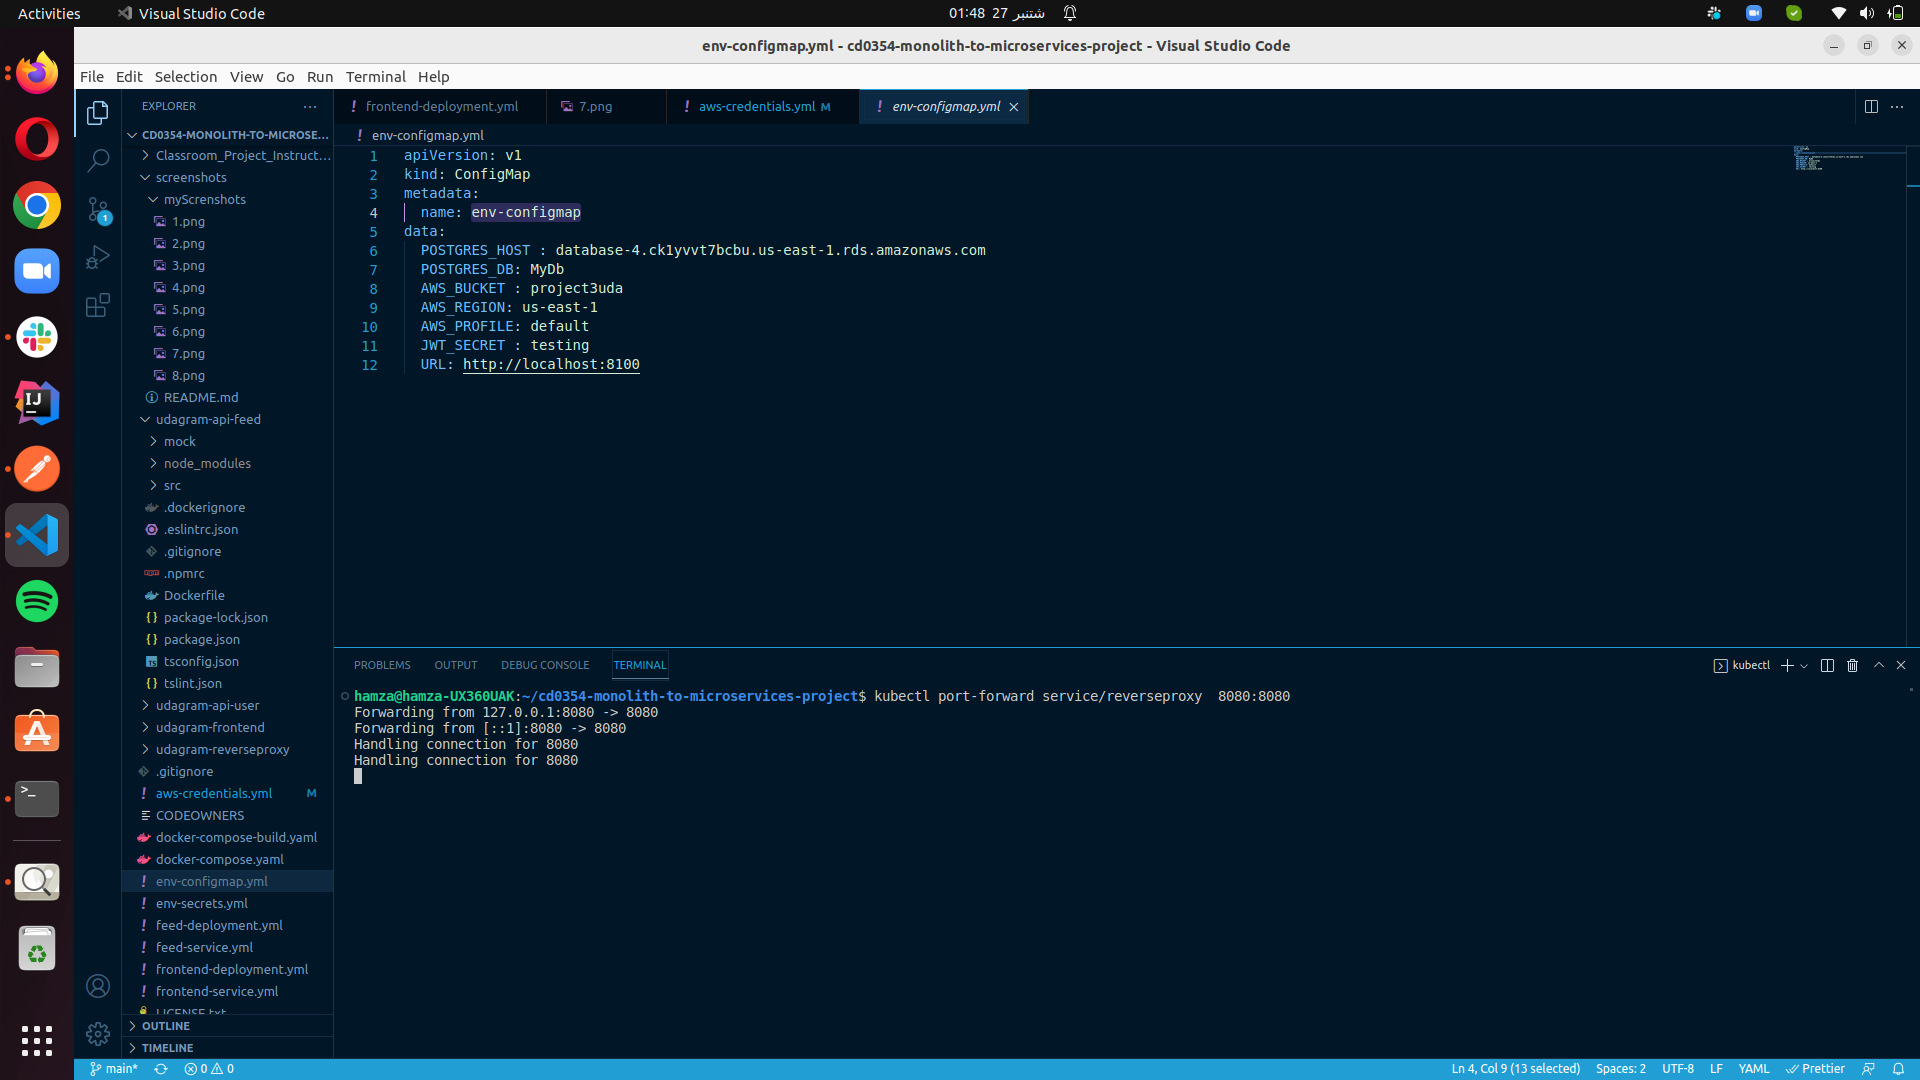 Activities
Visual Studio Code
01:48 27 شتنبر
env-configmap.yml - cd0354-monolith-to-microservices-project - Visual Studio Code
File Edit Selection View Go Run Terminal Help
EXPLORER
CD0354-MONOLITH-TO-MICROSE...
Classroom_Project_Instruct...
screenshots
myScrenshots
1.png
2.png
3.png
4.png
5.png
6.png
7.png
8.png
README.md
udagram-api-feed
mock
node_modules
src
.dockerignore
.eslintrc.json
.gitignore
.npmrc
Dockerfile
package-lock.json
package.json
tsconfig.json
tslint.json
udagram-api-user
udagram-frontend
udagram-reverseproxy
.gitignore
aws-credentials.yml M
CODEOWNERS
docker-compose-build.yaml
docker-compose.yaml
env-configmap.yml
env-secrets.yml
feed-deployment.yml
feed-service.yml
frontend-deployment.yml
frontend-service.yml
LICENSE.txt
OUTLINE
TIMELINE
frontend-deployment.yml
7.png
aws-credentials.yml M
env-configmap.yml
env-configmap.yml
1 apiVersion: v1
2 kind: ConfigMap
3 metadata:
4 name: env-configmap
5 data:
6 POSTGRES_HOST : database-4.ck1yvvt7bcbu.us-east-1.rds.amazonaws.com
7 POSTGRES_DB: MyDb
8 AWS_BUCKET : project3uda
9 AWS_REGION: us-east-1
10 AWS_PROFILE: default
11 JWT_SECRET : testing
12 URL: http://localhost:8100
PROBLEMS OUTPUT DEBUG CONSOLE TERMINAL
kubectl
hamza@hamza-UX360UAK:~/cd0354-monolith-to-microservices-project$ kubectl port-forward service/reverseproxy  8080:8080
Forwarding from 127.0.0.1:8080 -> 8080
Forwarding from [::1]:8080 -> 8080
Handling connection for 8080
Handling connection for 8080
main* 0 0
Ln 4, Col 9 (13 selected) Spaces: 2 UTF-8 LF YAML Prettier